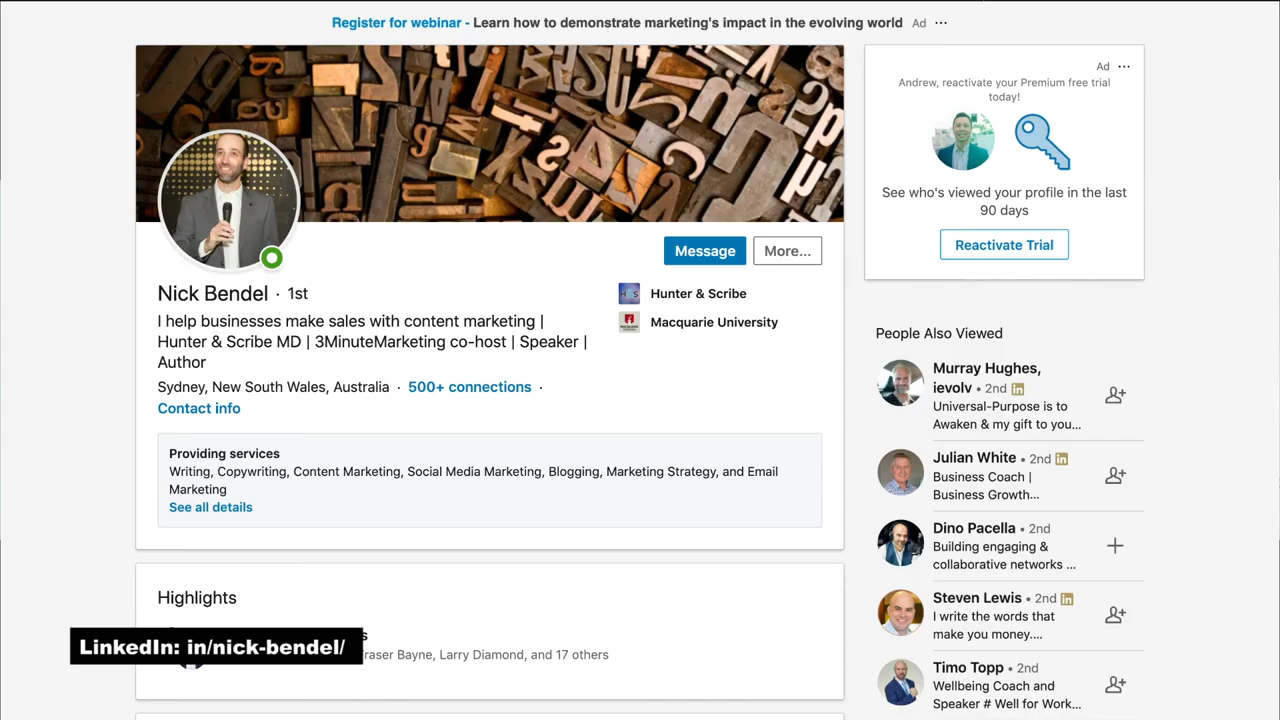 Register for webinar - Learn how to demonstrate marketing's impact in the evolving world Ad ...
Message
More...
Nick Bendel · 1st
I help businesses make sales with content marketing |
Hunter & Scribe MD | 3MinuteMarketing co-host | Speaker |
Author
Sydney, New South Wales, Australia · 500+ connections ·
Contact info
Hunter & Scribe
Macquarie University
Providing services
Writing, Copywriting, Content Marketing, Social Media Marketing, Blogging, Marketing Strategy, and Email
Marketing
See all details
Highlights
LinkedIn: in/nick-bendel/
Larry Diamond, and 17 others
Ad ...
Andrew, reactivate your Premium free trial
today!
See who's viewed your profile in the last
90 days
Reactivate Trial
People Also Viewed
Murray Hughes,
ievolv • 2nd in
Universal-Purpose is to
Awaken & my gift to you...
Julian White • 2nd in
Business Coach |
Business Growth...
Dino Pacella • 2nd
Building engaging &
collaborative networks ...
Steven Lewis • 2nd in
I write the words that
make you money....
Timo Topp • 2nd
Wellbeing Coach and
Speaker # Well for Work...